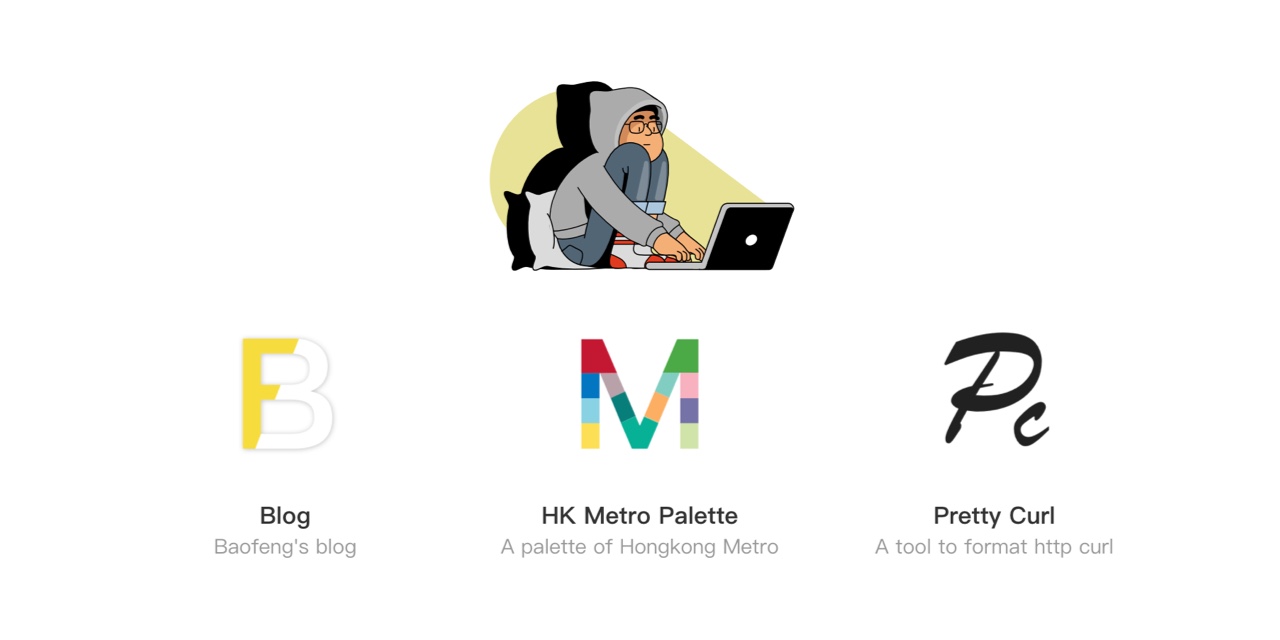 Blog
Baofeng's blog
HK Metro Palette
A palette of Hongkong Metro
Pretty Curl
A tool to format http curl